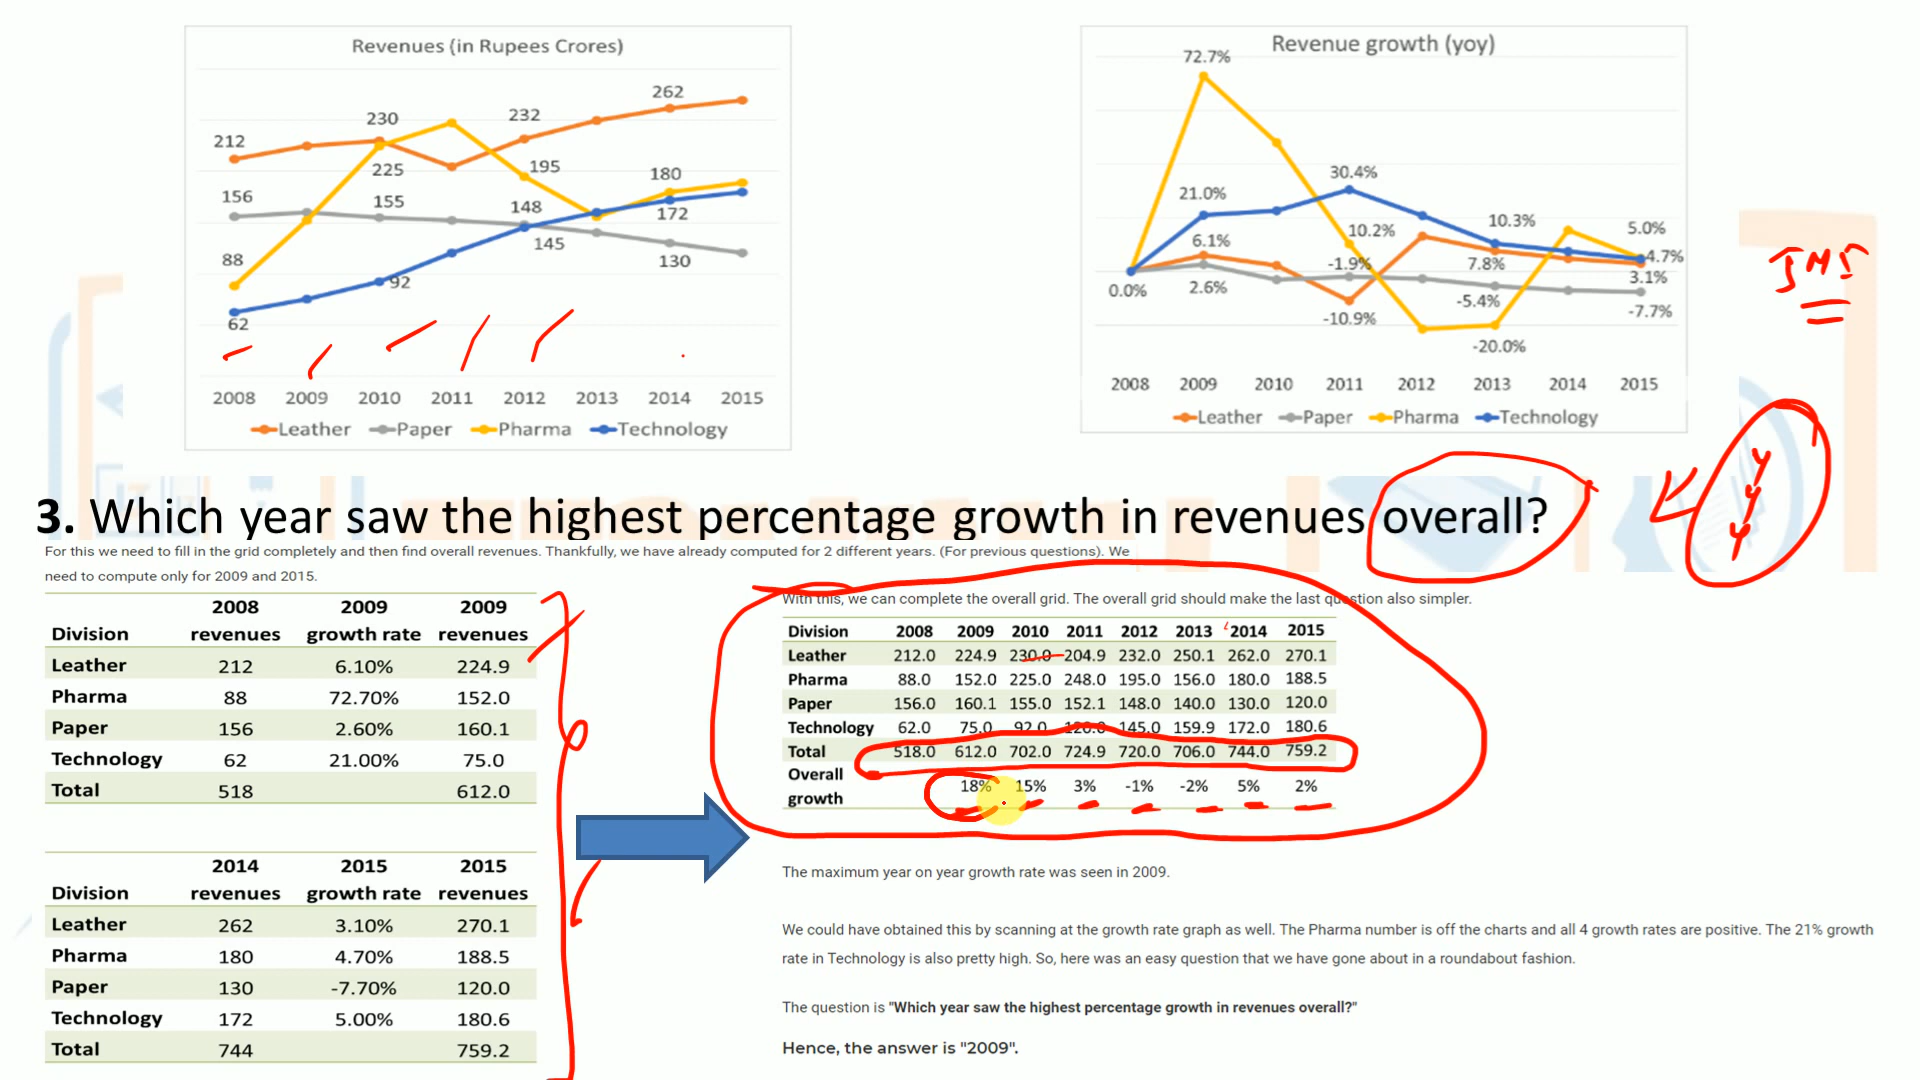 Revenues (in Rupees Crores)
262
230
232
212
225
195
180
156
155
148
172
145
88
130
92
62
2008 2009 2010 2011 2012 2013 2014 2015
Leather Paper Pharma Technology
Revenue growth (yoy)
72.7%
30.4%
21.0%
10.3%
5.0%
6.1%
10.2%
-1.9%
7.8%
4.7%
3.1%
0.0%
2.6%
-5.4%
-10.9%
-7.7%
-20.0%
2008 2009 2010 2011 2012 2013 2014 2015
Leather Paper Pharma Technology
3. Which year saw the highest percentage growth in revenues overall?
For this we need to fill in the grid completely and then find overall revenues. Thankfully, we have already computed for 2 different years. (For previous questions). We
need to compute only for 2009 and 2015.
Division 2008 revenues 2009 growth rate 2009 revenues
Leather 212 6.10% 224.9
Pharma 88 72.70% 152.0
Paper 156 2.60% 160.1
Technology 62 21.00% 75.0
Total 518 612.0
Division 2014 revenues 2015 growth rate 2015 revenues
Leather 262 3.10% 270.1
Pharma 180 4.70% 188.5
Paper 130 -7.70% 120.0
Technology 172 5.00% 180.6
Total 744 759.2
With this, we can complete the overall grid. The overall grid should make the last question also simpler.
Division 2008 2009 2010 2011 2012 2013 2014 2015
Leather 212.0 224.9 230.0 204.9 232.0 250.1 262.0 270.1
Pharma 88.0 152.0 225.0 248.0 195.0 156.0 180.0 188.5
Paper 156.0 160.1 155.0 152.1 148.0 140.0 130.0 120.0
Technology 62.0 75.0 92.0 120.0 145.0 159.9 172.0 180.6
Total 518.0 612.0 702.0 724.9 720.0 706.0 744.0 759.2
Overall growth 18% 15% 3% -1% -2% 5% 2%
The maximum year on year growth rate was seen in 2009.
We could have obtained this by scanning at the growth rate graph as well. The Pharma number is off the charts and all 4 growth rates are positive. The 21% growth
rate in Technology is also pretty high. So, here was an easy question that we have gone about in a roundabout fashion.
The question is "Which year saw the highest percentage growth in revenues overall?"
Hence, the answer is "2009".